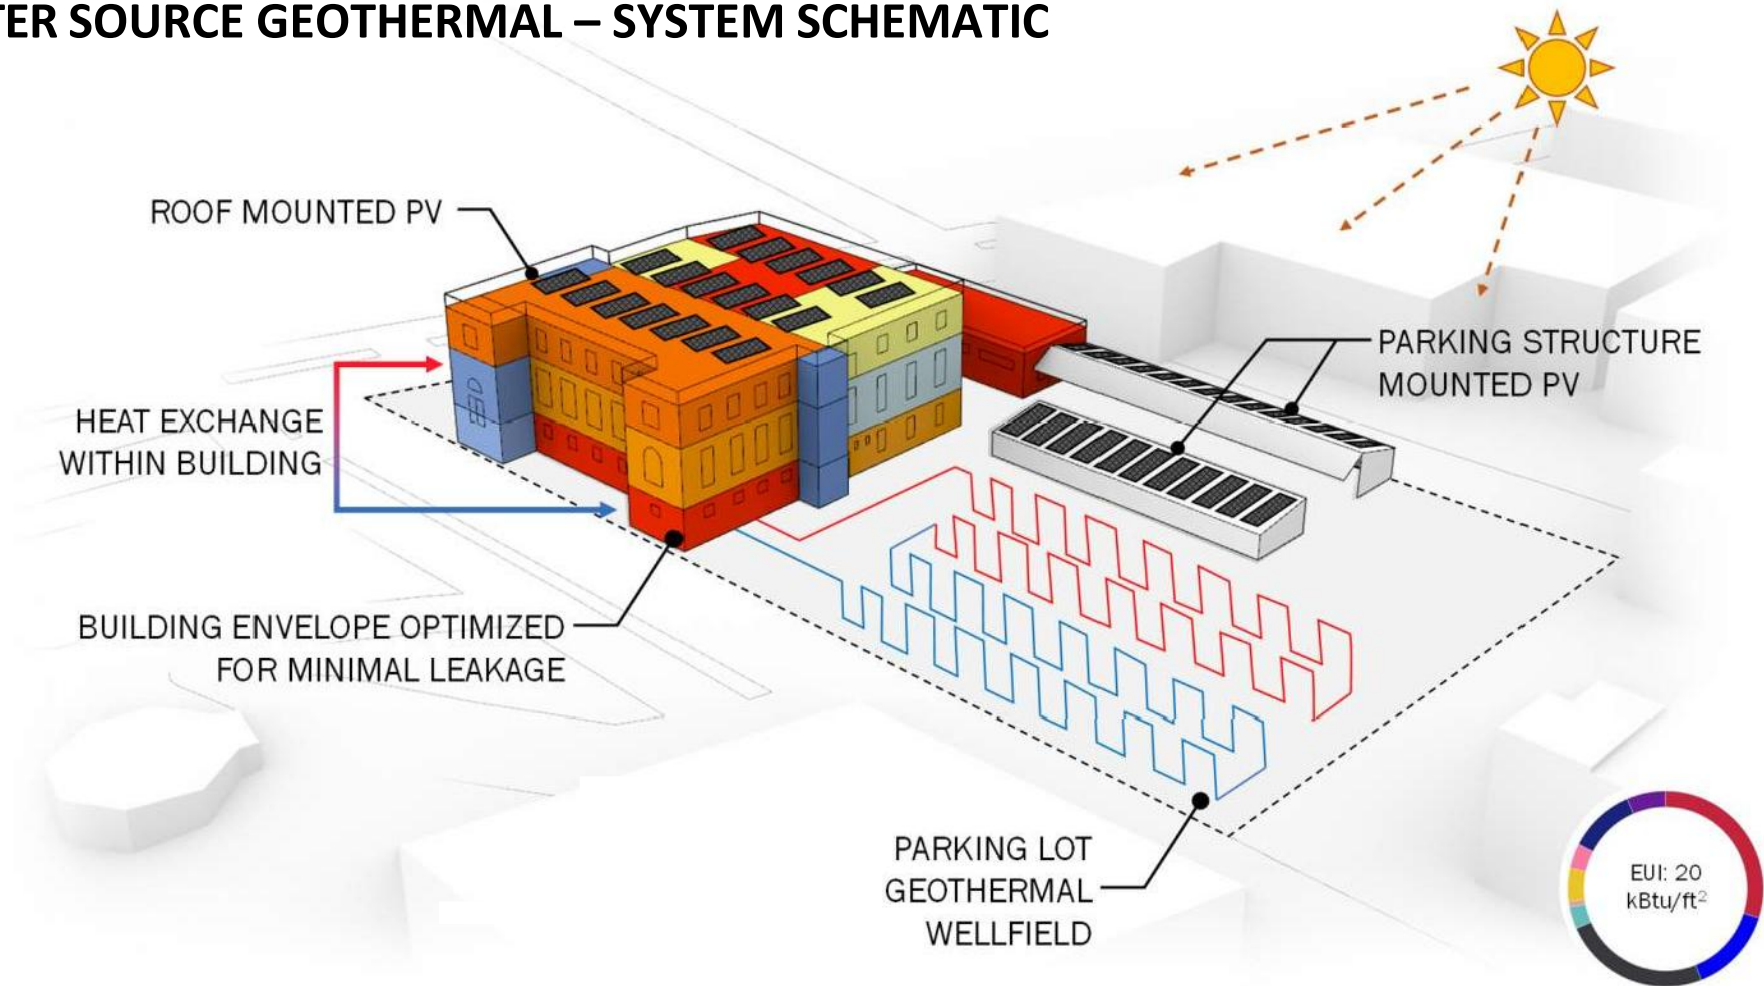 TER SOURCE GEOTHERMAL – SYSTEM SCHEMATIC
ROOF MOUNTED PV
PARKING STRUCTURE
MOUNTED PV
HEAT EXCHANGE
WITHIN BUILDING
BUILDING ENVELOPE OPTIMIZED
FOR MINIMAL LEAKAGE
PARKING LOT
GEOTHERMAL
WELLFIELD
EUI: 20
kBtu/ft²